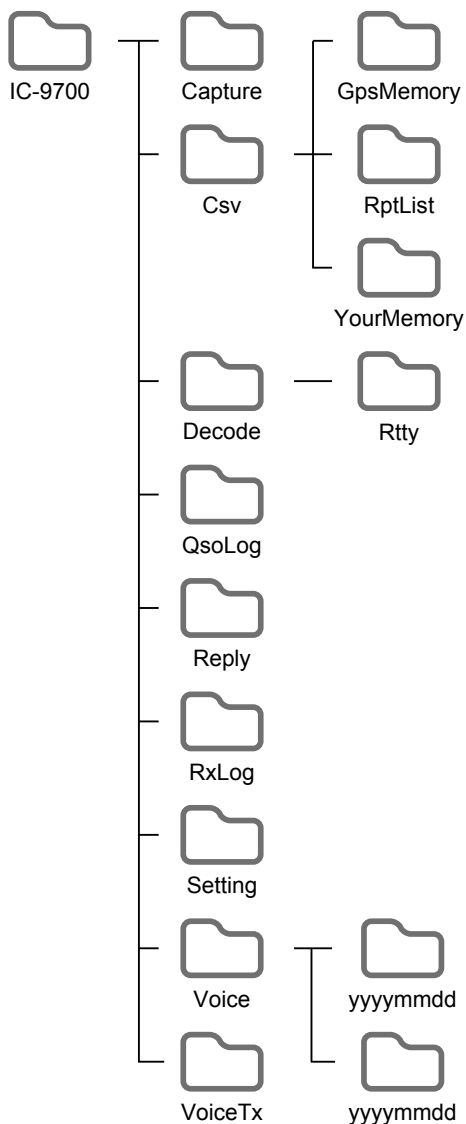 IC-9700
Capture
GpsMemory
Csv
RptList
YourMemory
Decode
Rtty
QsoLog
Reply
RxLog
Setting
Voice
yyyymmdd
VoiceTx
yyyymmdd